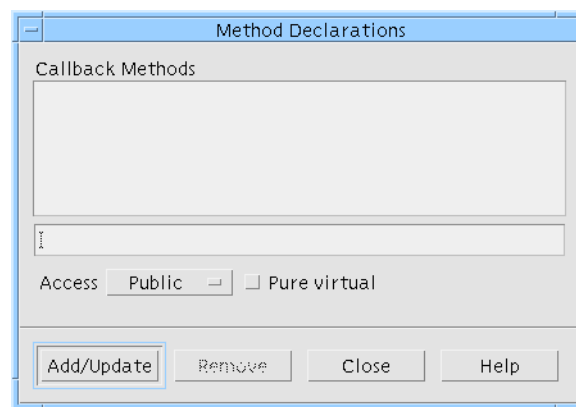 Method Declarations
Callback Methods
Access Public Pure virtual
Add/Update Remove Close Help